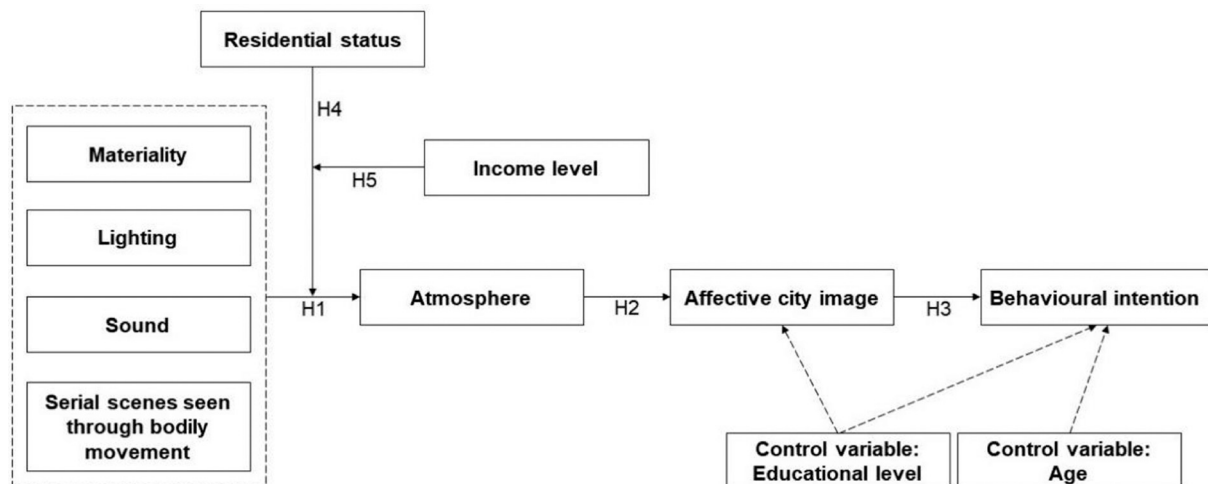 Residential status
H4
Materiality
H5
Income level
Lighting
H1
Atmosphere
H2
Affective city image
H3
Behavioural intention
Sound
Serial scenes seen
through bodily
movement
Control variable:
Educational level
Control variable:
Age